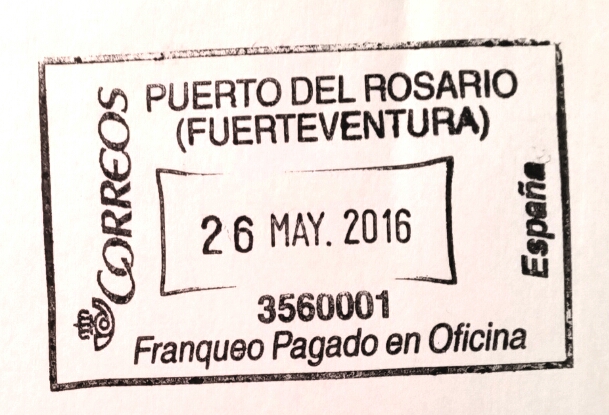 PUERTO DEL ROSARIO
(FUERTEVENTURA)
CORREOS
26 MAY. 2016
España
3560001
Franqueo Pagado en Oficina